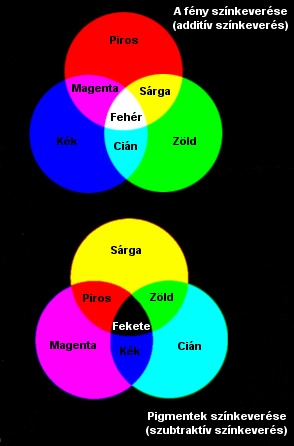 A fény színkeverése
(additív színkeverés)
Piros
Magenta
Sárga
Fehér
Kék
Cián
Zöld
Sárga
Piros
Zöld
Fekete
Magenta
Kék
Cián
Pigmentek színkeverése
(szubtraktív színkeverés)